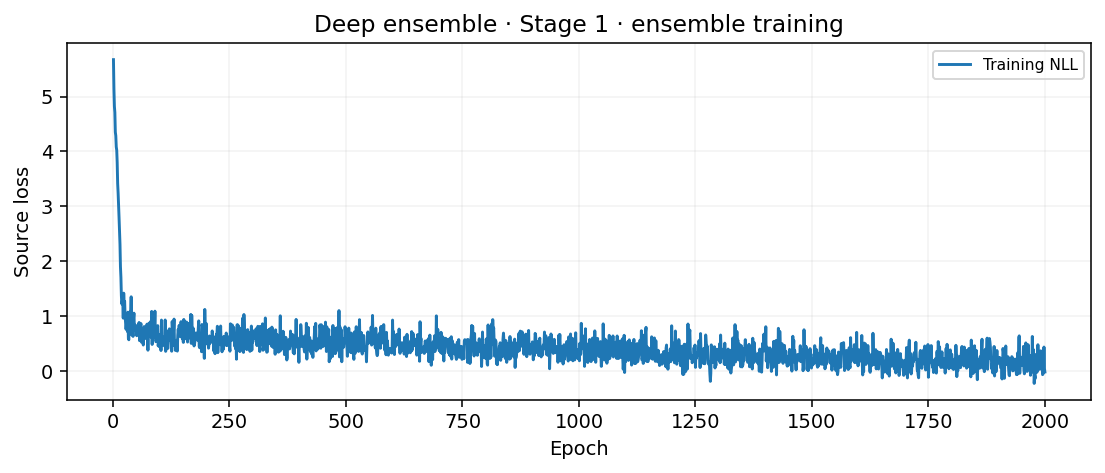 Deep ensemble · Stage 1 · ensemble training
Training NLL
Source loss
5
4
3
2
1
0
0 250 500 750 1000 1250 1500 1750 2000
Epoch